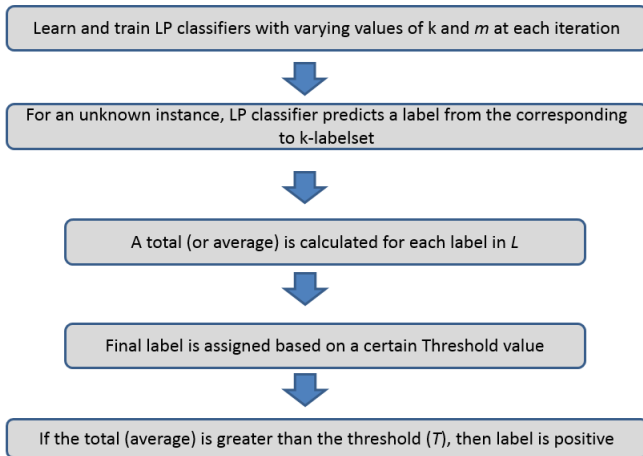 Learn and train LP classifiers with varying values of k and m at each iteration
For an unknown instance, LP classifier predicts a label from the corresponding
to k-labelset
A total (or average) is calculated for each label in L
Final label is assigned based on a certain Threshold value
If the total (average) is greater than the threshold (T), then label is positive